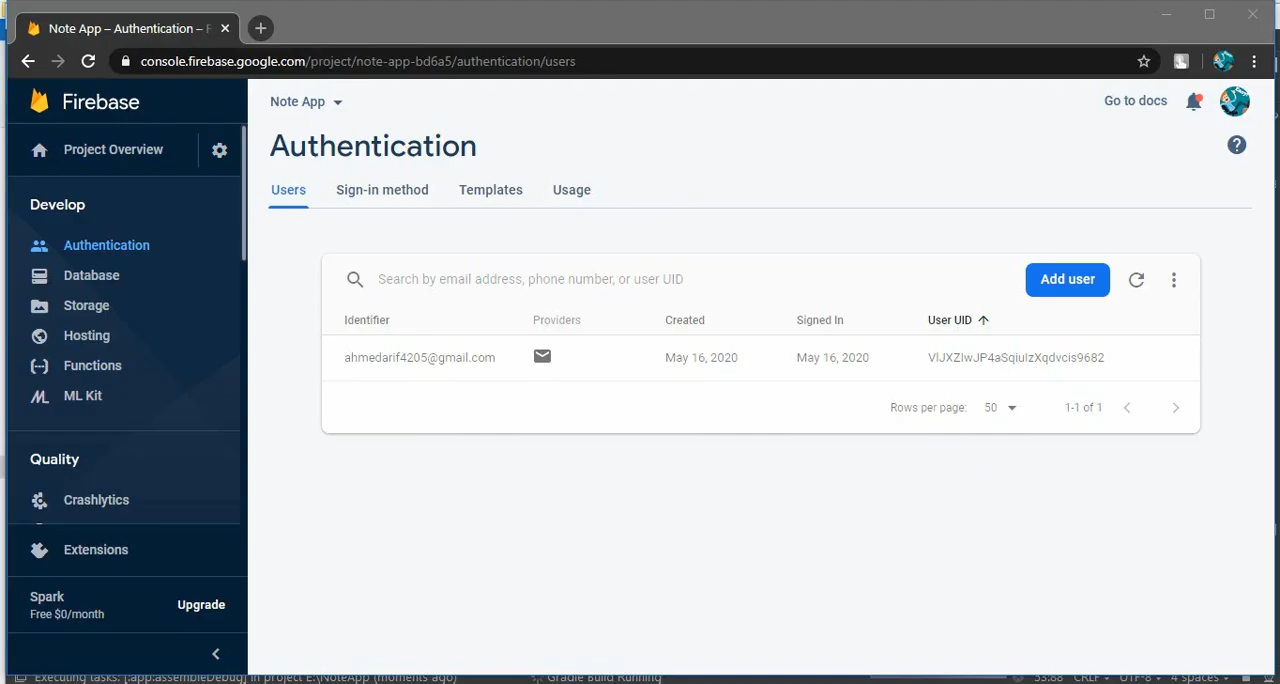 Note App – Authentication – F
console.firebase.google.com/project/note-app-bd6a5/authentication/users
Firebase
Project Overview
Develop
Authentication
Database
Storage
Hosting
Functions
ML Kit
Quality
Crashlytics
Extensions
Spark
Free $0/month
Upgrade
Note App
Go to docs
Authentication
Users Sign-in method Templates Usage
Search by email address, phone number, or user UID
Add user
Identifier Providers Created Signed In User UID
ahmedarif4205@gmail.com May 16, 2020 May 16, 2020 VlJXZIwJP4aSqiuIzXqdvcis9682
Rows per page: 50 1-1 of 1
Executing tasks: [:app:assembleDebug] in project E:\NoteApp (moments ago) Gradle Build Running 33:88 CRLF UTF-8 4 spaces